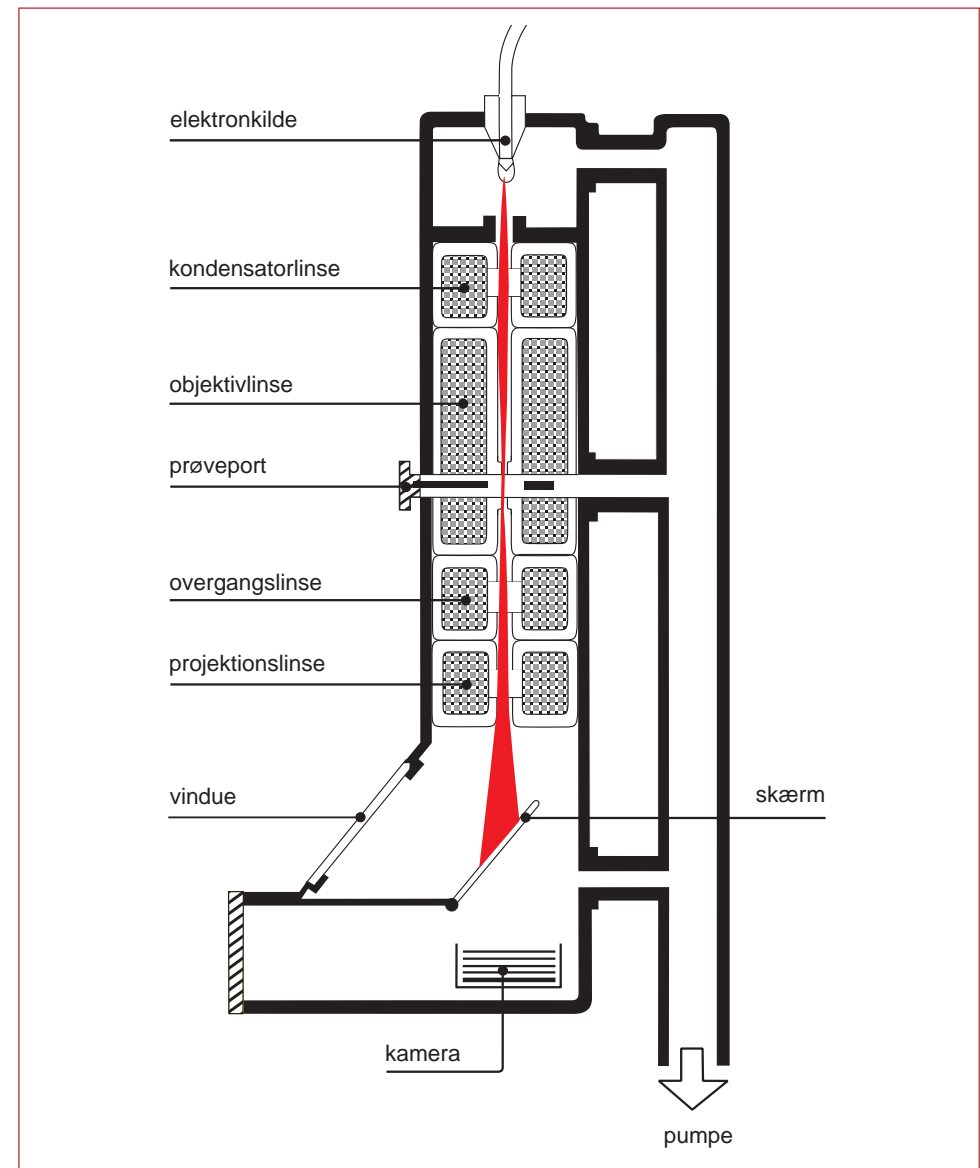 elektronkilde
kondensatorlinse
objektivlinse
prøveport
overgangslinse
projektionslinse
vindue
skærm
kamera
pumpe